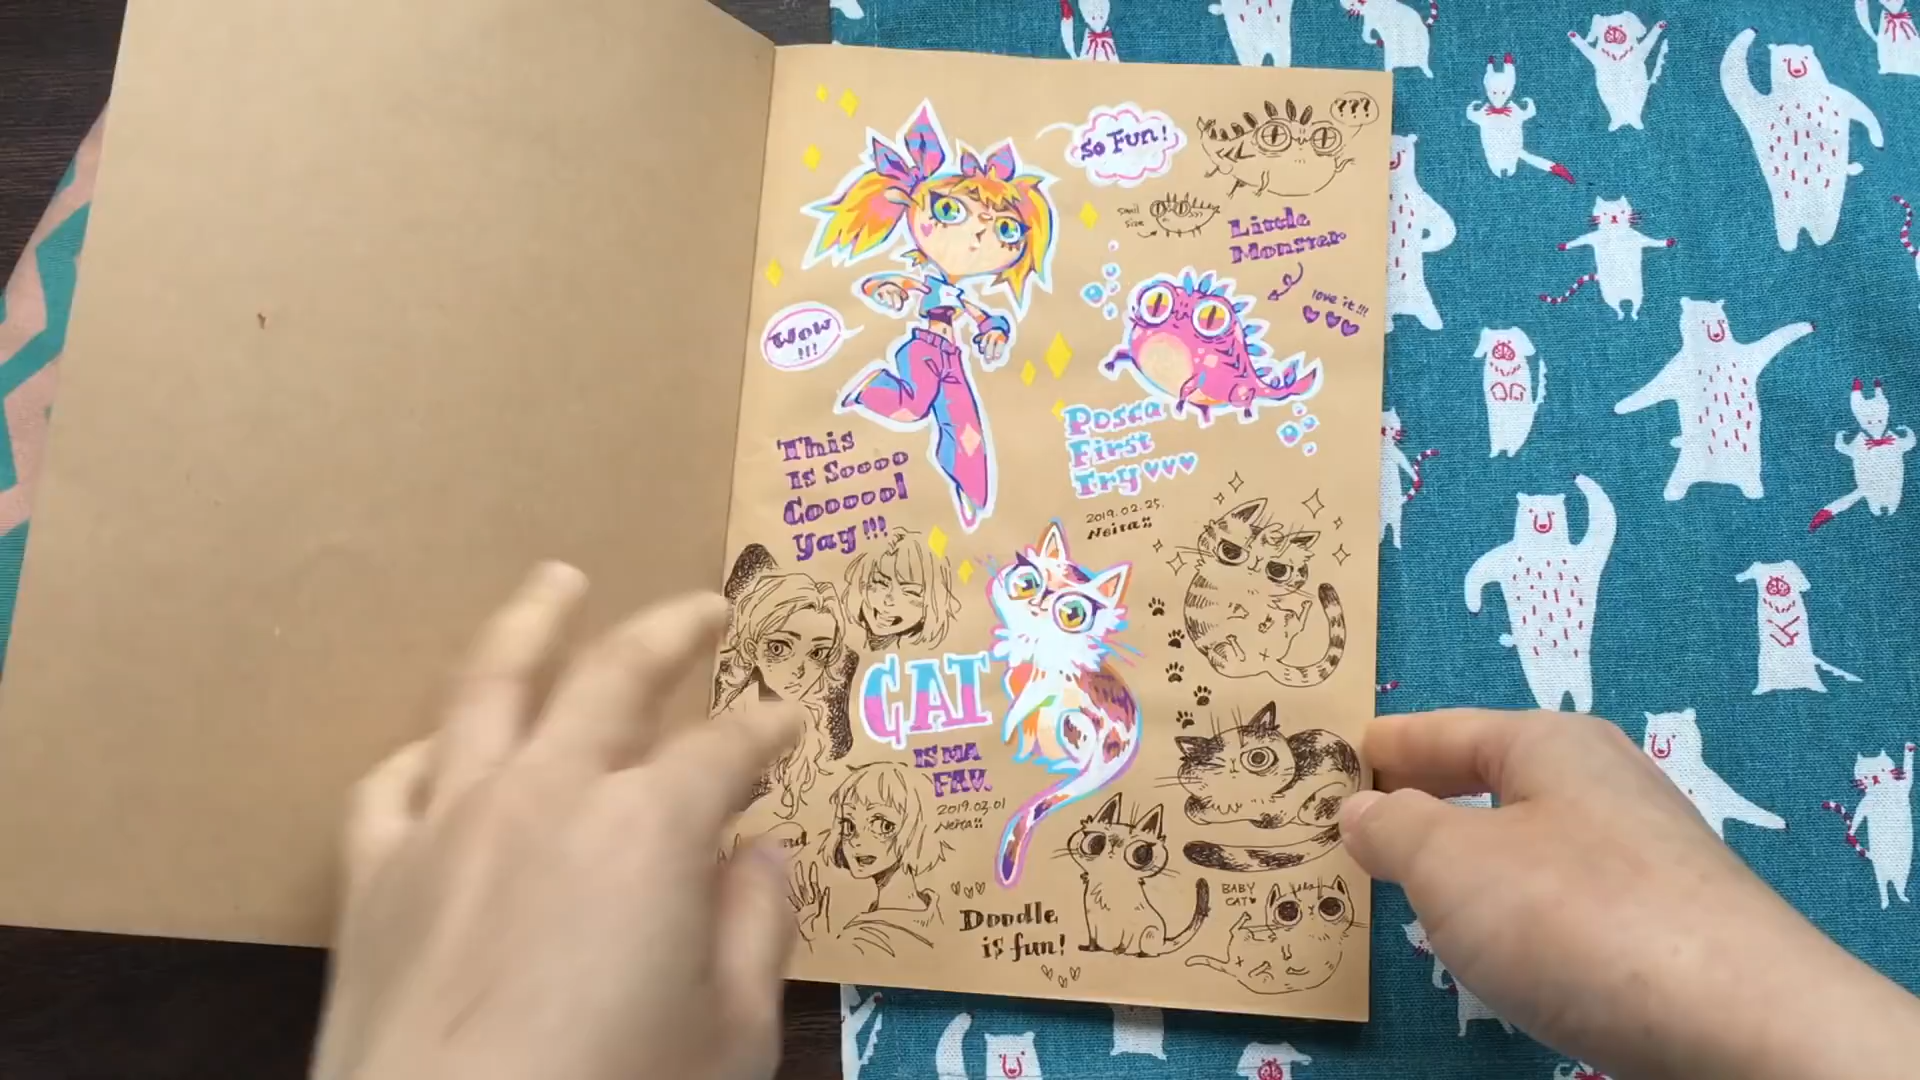 So Fun!
???
Smil
size
Little
Monster
love it!!!
Wow
!!!
Posca
First
Try
2019.02.25.
Neira
This
Is Soooo
Coooool
Yay!!!
CAT
IS MA
FAV.
2019.03.01
Neira
Doodle
is fun!
BABY
CAT